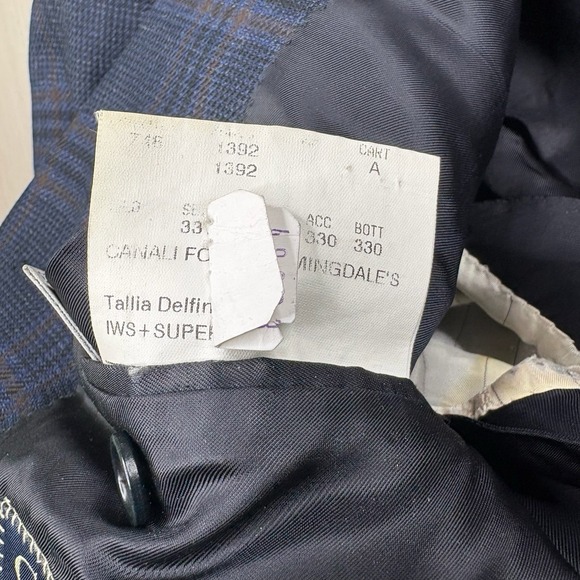 746 1392 CART
1392 A
ACC BOTT
33 330 330
CANALI FO MINGDALE'S
Tallia Delfin
IWS+SUPE